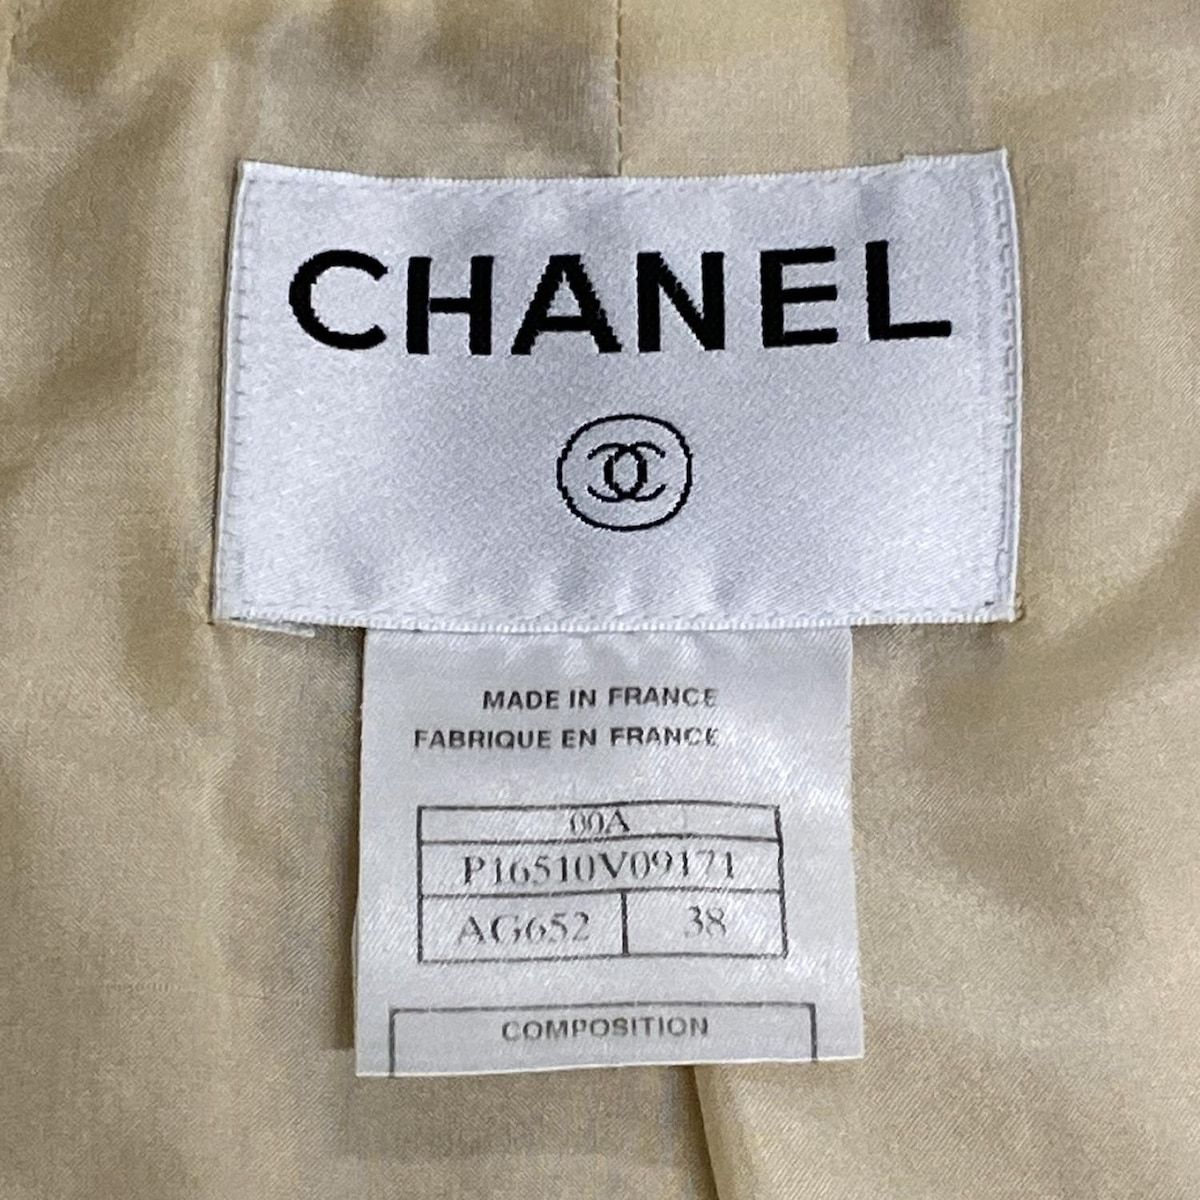 CHANEL
MADE IN FRANCE
FABRIQUE EN FRANCE
00A
P16510V09171
AG652 38
COMPOSITION